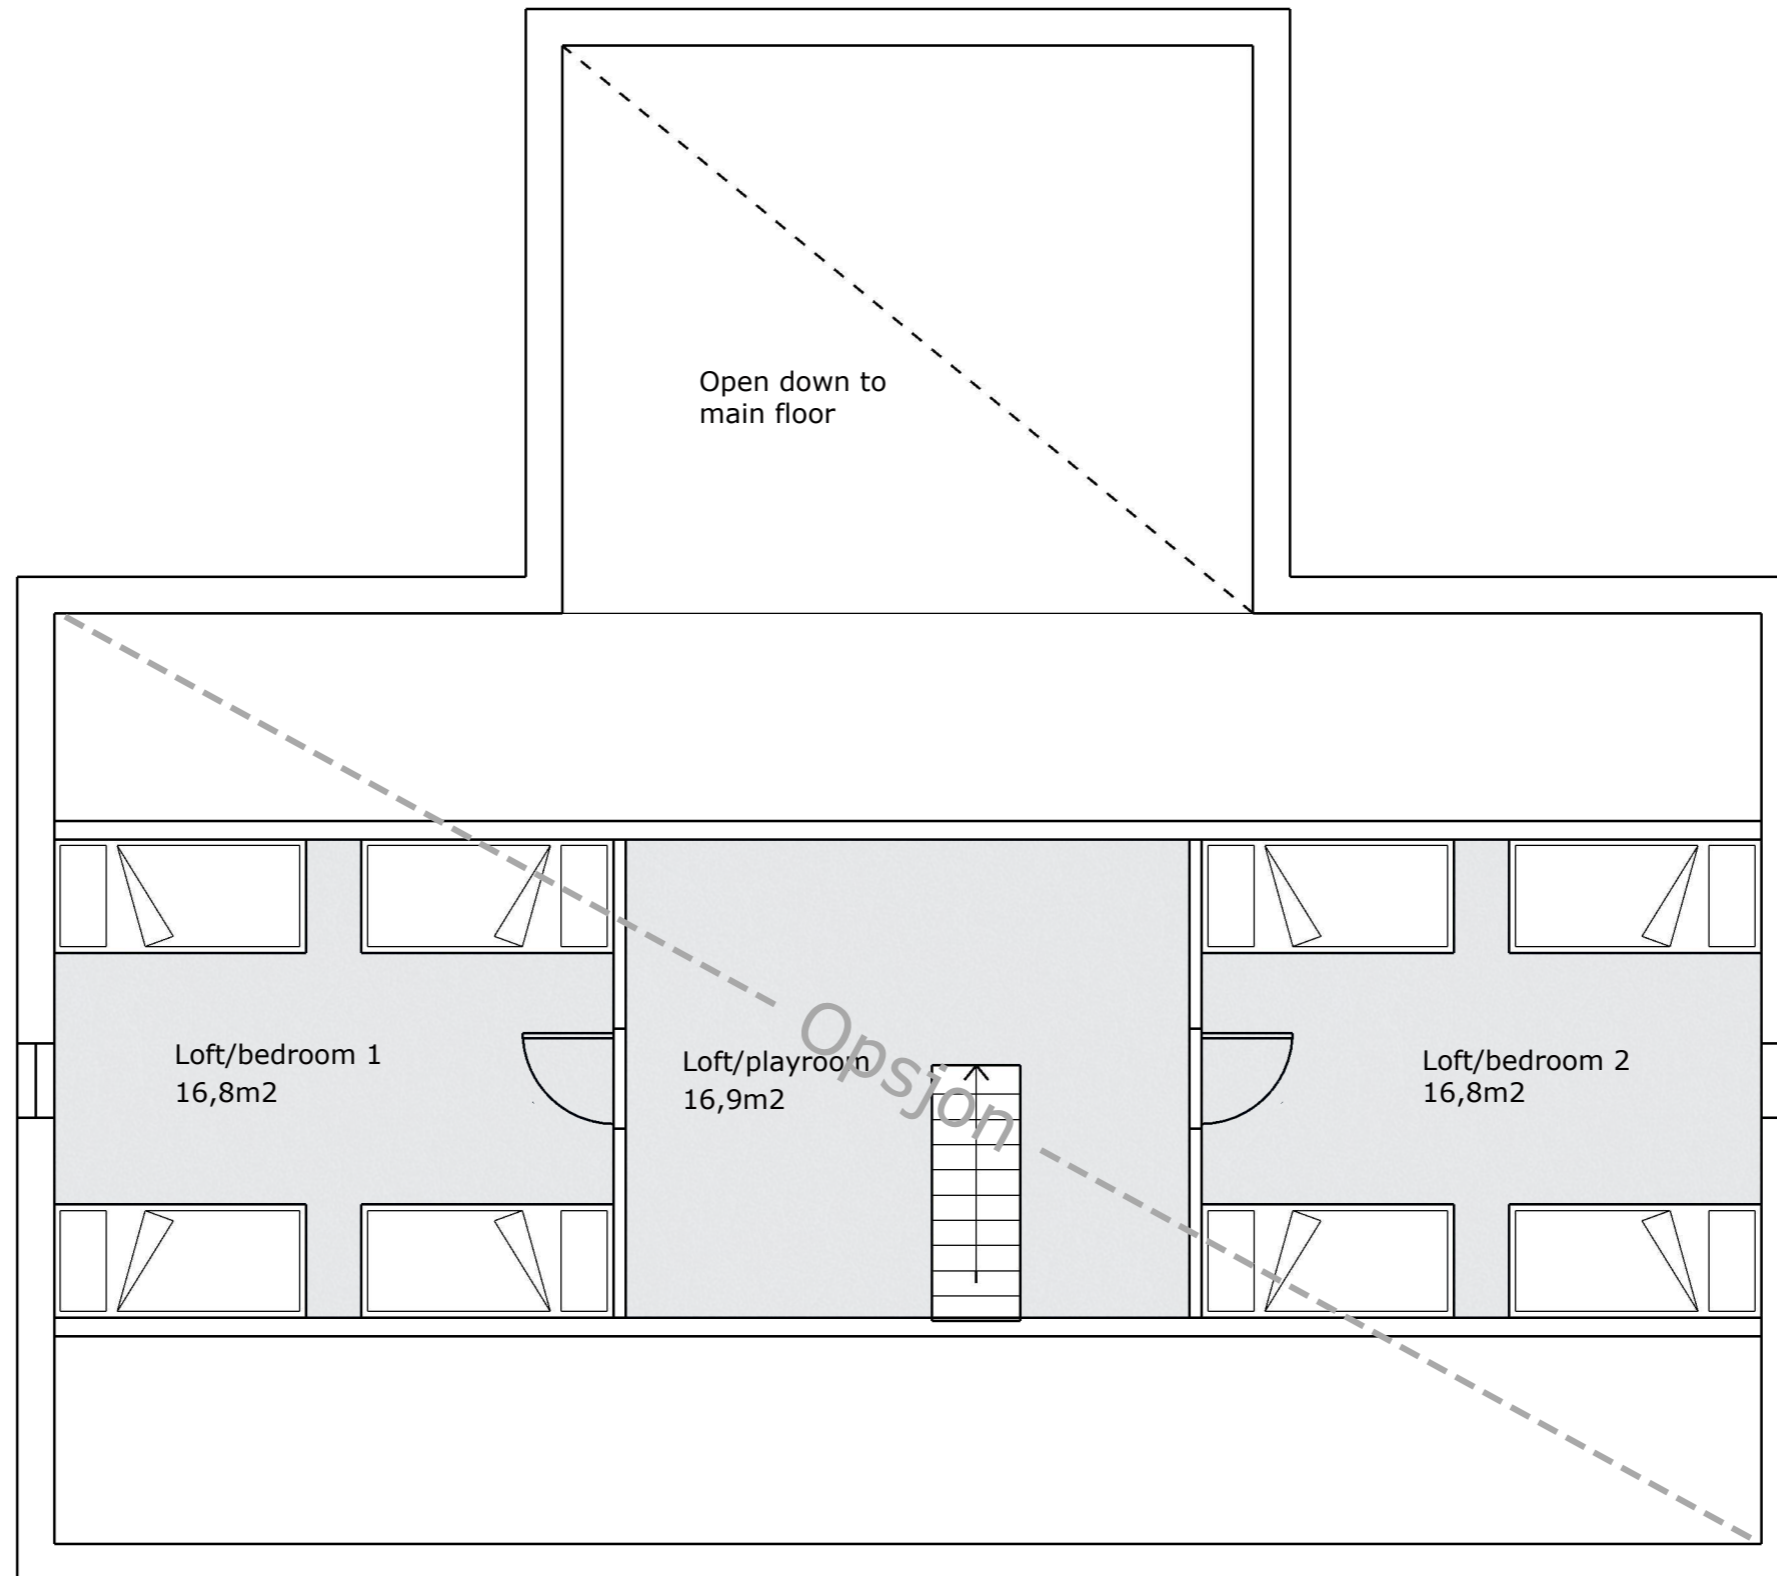 Open down to
main floor
Loft/bedroom 1
16,8m2
Loft/playroom
16,9m2
Opsjon
Loft/bedroom 2
16,8m2